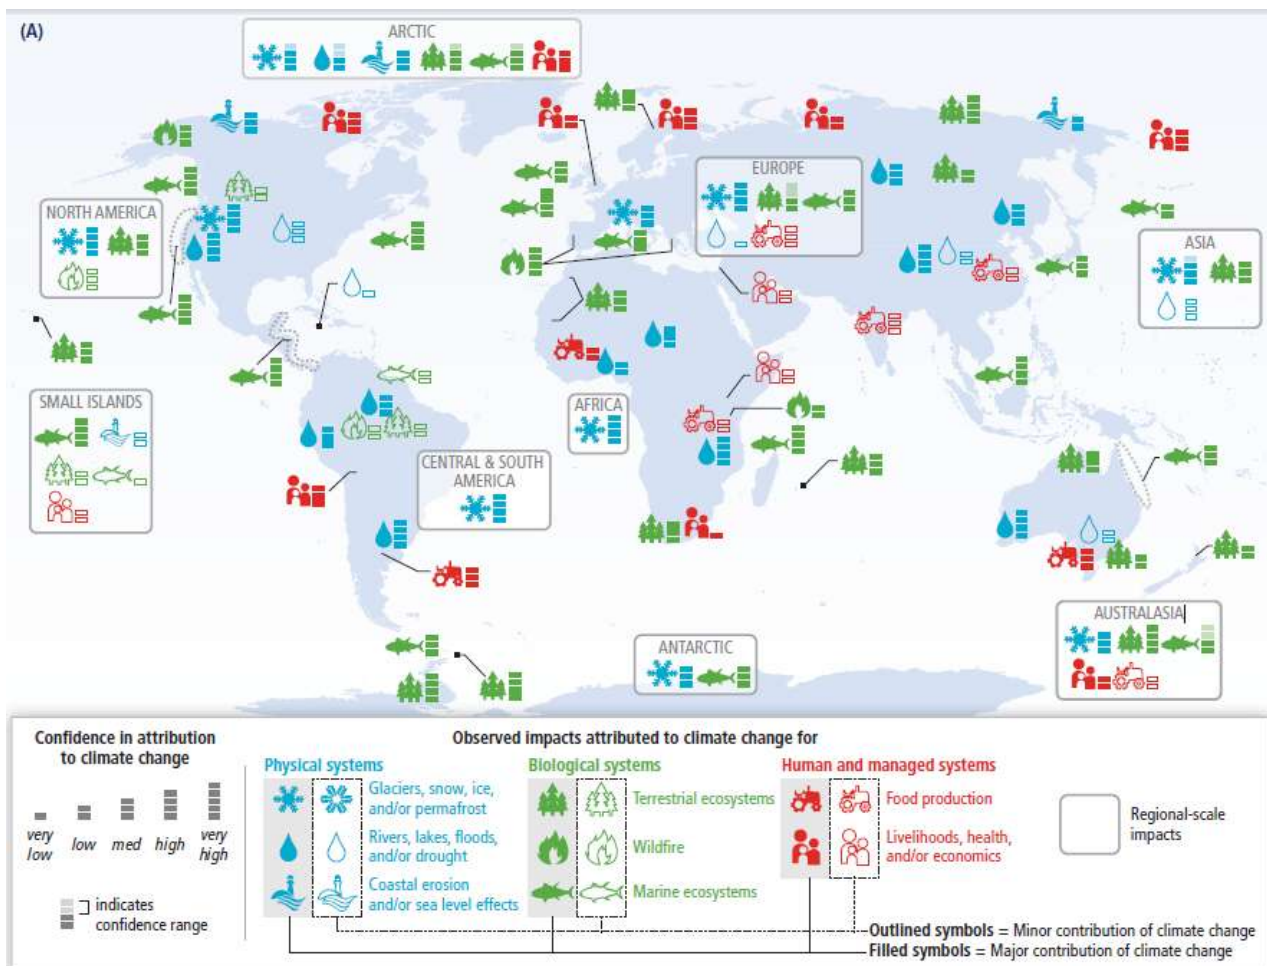 (A)
ARCTIC
EUROPE
NORTH AMERICA
ASIA
SMALL ISLANDS
AFRICA
CENTRAL & SOUTH
AMERICA
AUSTRALASIA
ANTARCTIC
Confidence in attribution
to climate change
very
low
low
med
high
very
high
indicates
confidence range
Observed impacts attributed to climate change for
Physical systems
Glaciers, snow, ice,
and/or permafrost
Rivers, lakes, floods,
and/or drought
Coastal erosion
and/or sea level effects
Biological systems
Terrestrial ecosystems
Wildfire
Marine ecosystems
Human and managed systems
Food production
Livelihoods, health,
and/or economics
Regional-scale
impacts
Outlined symbols = Minor contribution of climate change
Filled symbols = Major contribution of climate change